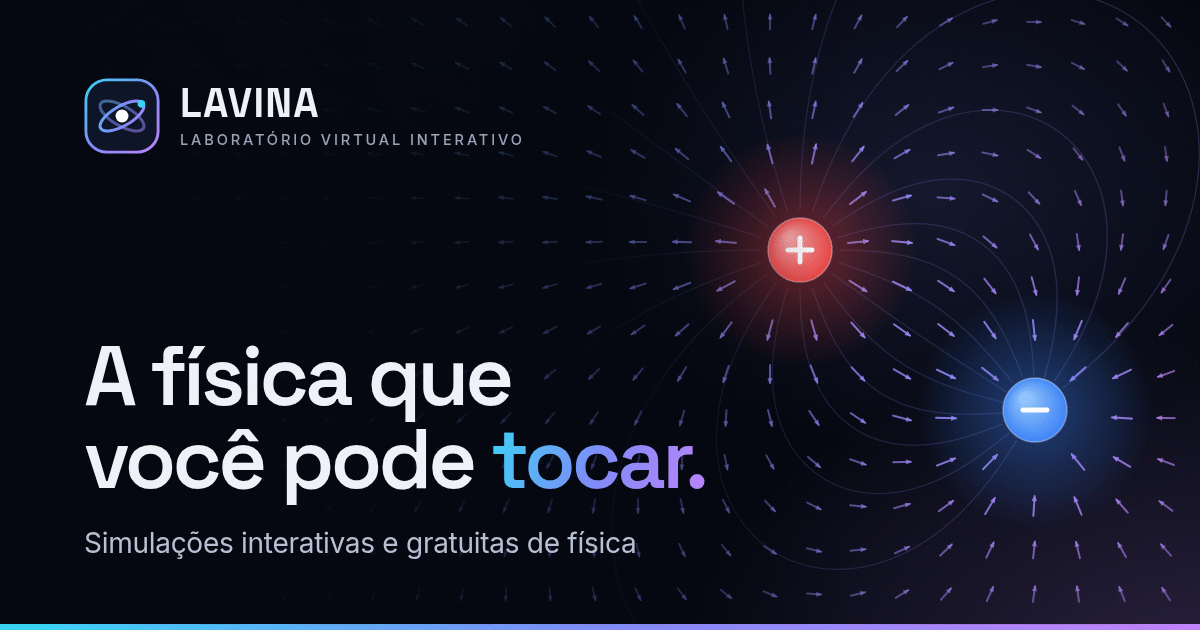 LAVINA
LABORATÓRIO VIRTUAL INTERATIVO
A física que
você pode tocar.
Simulações interativas e gratuitas de física